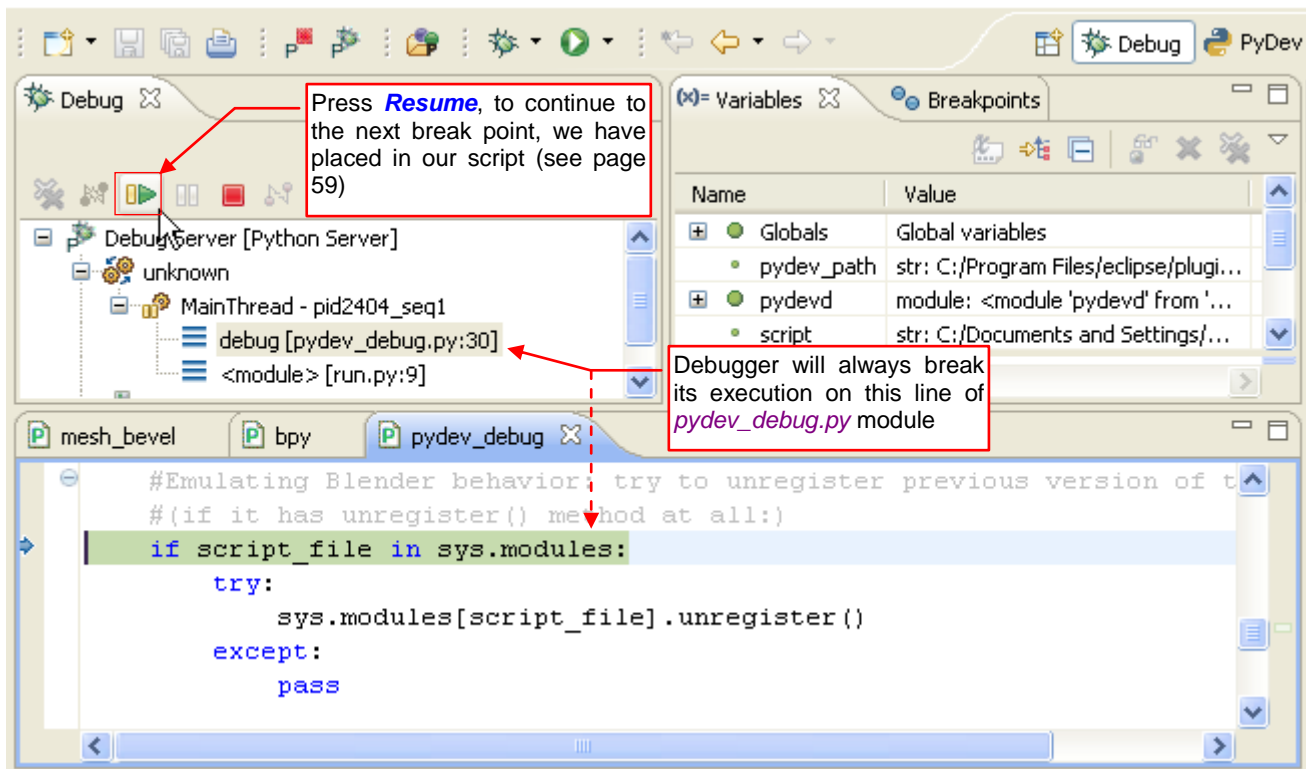 Debug
PyDev
Debug
Press Resume, to continue to
the next break point, we have
placed in our script (see page
59)
Debug Server [Python Server]
unknown
MainThread - pid2404_seq1
debug [pydev_debug.py:30]
<module> [run.py:9]
(x)= Variables
Breakpoints
Name Value
Globals Global variables
pydev_path str: C:/Program Files/eclipse/plugi...
pydevd module: <module 'pydevd' from '...
script str: C:/Documents and Settings/...
Debugger will always break
its execution on this line of
pydev_debug.py module
mesh_bevel
bpy
pydev_debug
#Emulating Blender behavior: try to unregister previous version of t
#(if it has unregister() method at all:)
if script_file in sys.modules:
try:
sys.modules[script_file].unregister()
except:
pass